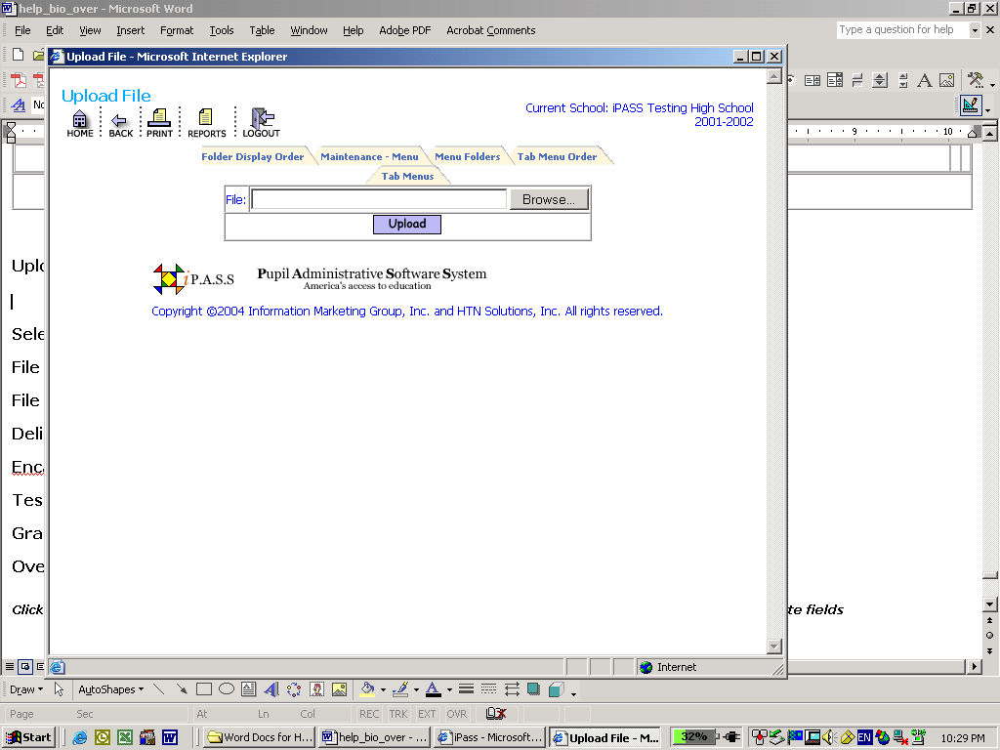 help_bio_over - Microsoft Word
File Edit View Insert Format Tools Table Window Help Adobe PDF Acrobat Comments
Type a question for help
Upload File - Microsoft Internet Explorer
Upload File
Current School: iPASS Testing High School
2001-2002
HOME BACK PRINT REPORTS LOGOUT
9 10
Folder Display Order Maintenance - Menu Menu Folders Tab Menu Order
Tab Menus
File: Browse...
Upload
iP.A.S.S Pupil Administrative Software System
America's access to education
Copyright ©2004 Information Marketing Group, Inc. and HTN Solutions, Inc. All rights reserved.
Uplo
Sele
File
File
Deli
Enca
Tes
Gra
Ove
Click te fields
Internet
Draw AutoShapes
Page Sec At Ln Col REC TRK EXT OVR
Start Word Docs for H... help_bio_over - ... iPass - Microsoft... Upload File - M... 32% EN 10:29 PM